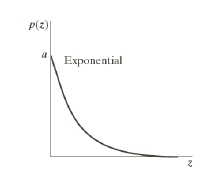 p(z)
a
Exponential
z